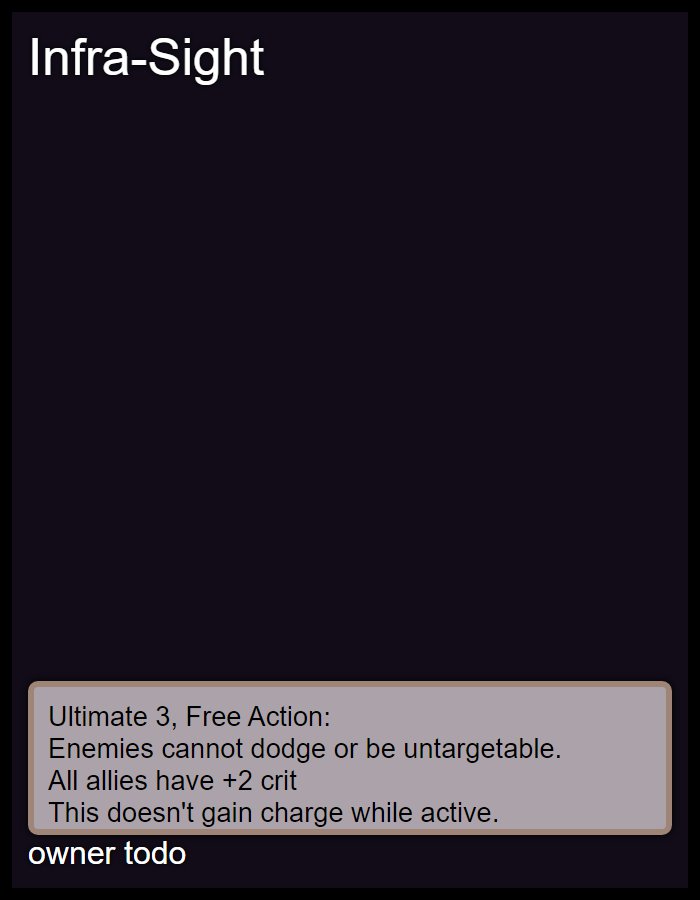 Infra-Sight
Ultimate 3, Free Action:
Enemies cannot dodge or be untargetable.
All allies have +2 crit
This doesn't gain charge while active.
owner todo